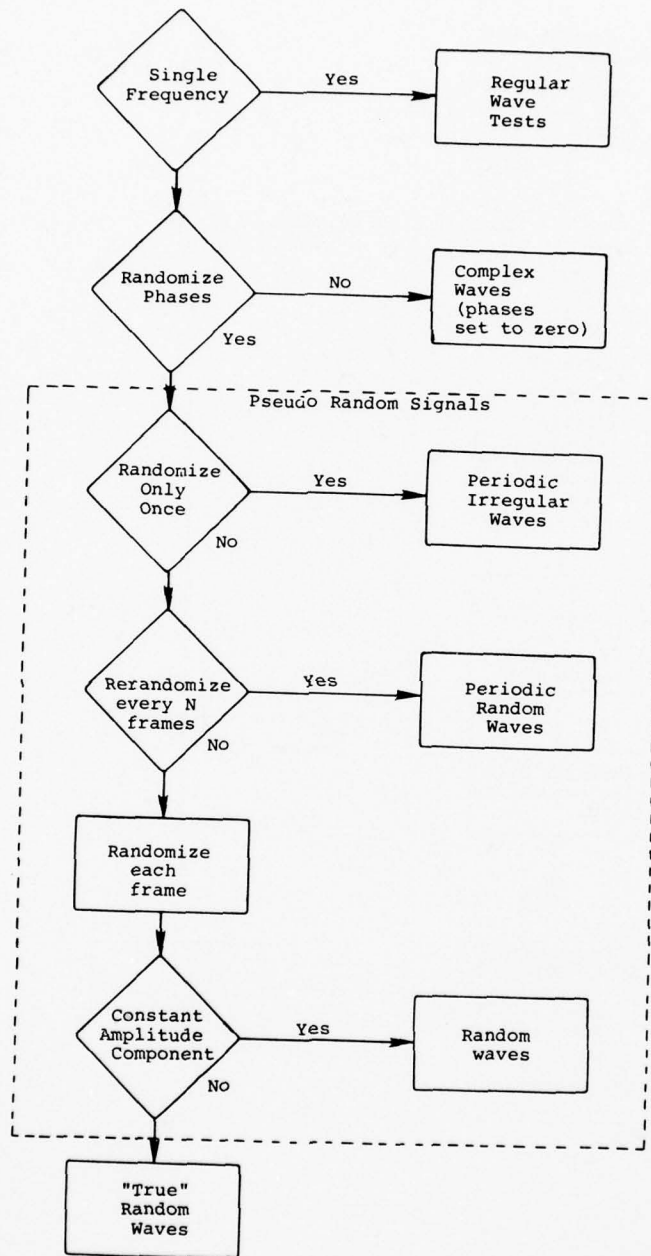 Single
Frequency
Yes
Regular
Wave
Tests
Randomize
Phases
No
Complex
Waves
(phases
set to zero)
Yes
Pseudo Random Signals
Randomize
Only
Once
Yes
Periodic
Irregular
Waves
No
Rerandomize
every N
frames
Yes
Periodic
Random
Waves
No
Randomize
each
frame
Constant
Amplitude
Component
Yes
Random
waves
No
"True"
Random
Waves